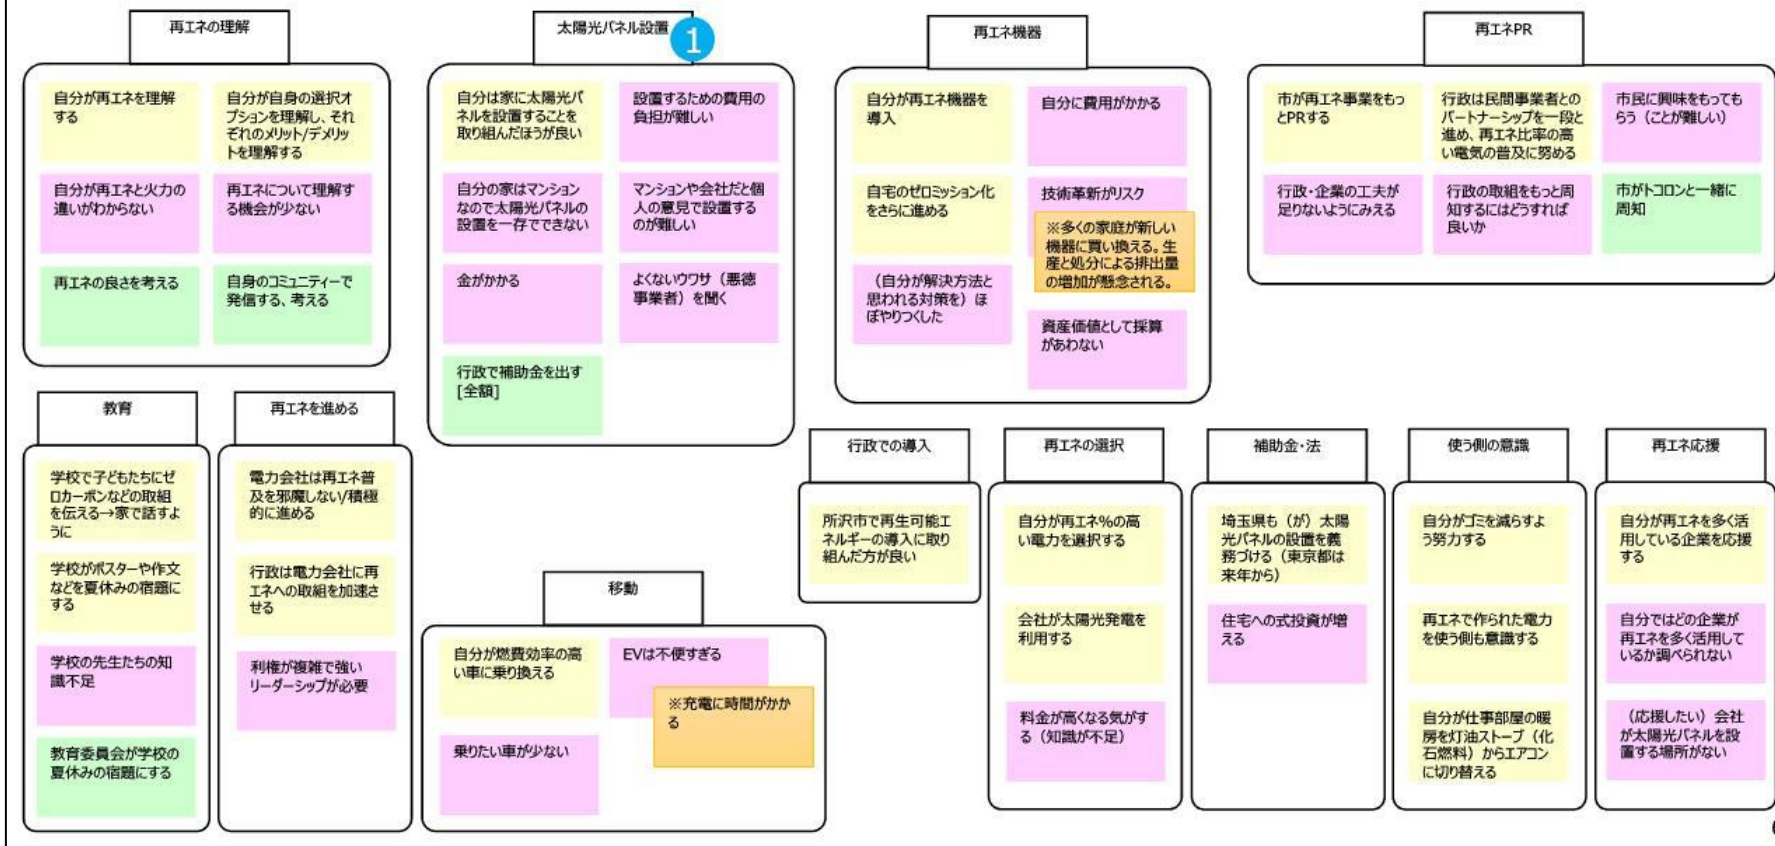 再エネの理解
自分が再エネを理解
する
自分が自身の選択オ
プションを理解し、それ
ぞれのメリット/デメリッ
トを理解する
自分が再エネと火力の
違いがわからない
再エネについて理解す
る機会が少ない
再エネの良さを考える
自身のコミュニティーで
発信する、考える
太陽光パネル設置
1
自分は家に太陽光パ
ネルを設置することを
取り組んだほうが良い
設置するための費用の
負担が難しい
自分の家はマンション
なので太陽光パネルの
設置を一存でできない
マンションや会社だと個
人の意見で設置する
のが難しい
金がかかる
よくないウワサ（悪徳
事業者）を聞く
行政で補助金を出す
[全額]
再エネ機器
自分が再エネ機器を
導入
自分に費用がかかる
自宅のゼロミッション化
をさらに進める
技術革新がリスク
※多くの家庭が新しい
機器に買い換える。生
産と処分による排出量
の増加が懸念される。
（自分が解決方法と
思われる対策を）ほ
ぼやりつくした
資産価値として採算
があわない
再エネPR
市が再エネ事業をもっ
とPRする
行政は民間事業者との
パートナーシップを一段と
進め、再エネ比率の高
い電気の普及に努める
市民に興味をもっても
らう（ことが難しい）
行政・企業の工夫が
足りないようにみえる
行政の取組をもっと周
知するにはどうすれば
良いか
市がトコロンと一緒に
周知
教育
学校で子どもたちにゼ
ロカーボンなどの取組
を伝える→家で話すよ
うに
学校がポスターや作文
などを夏休みの宿題に
する
学校の先生たちの知
識不足
教育委員会が学校の
夏休みの宿題にする
再エネを進める
電力会社は再エネ普
及を邪魔しない/積極
的に進める
行政は電力会社に再
エネへの取組を加速さ
せる
利権が複雑で強い
リーダーシップが必要
移動
自分が燃費効率の高
い車に乗り換える
EVは不便すぎる
※充電に時間がかか
る
乗りたい車が少ない
行政での導入
所沢市で再生可能エ
ネルギーの導入に取り
組んだ方が良い
再エネの選択
自分が再エネ%の高
い電力を選択する
会社が太陽光発電を
利用する
料金が高くなる気がす
る（知識が不足）
補助金・法
埼玉県も（が）太陽
光パネルの設置を義
務づける（東京都は
来年から）
住宅への式投資が増
える
使う側の意識
自分がゴミを減らすよ
う努力する
再エネで作られた電力
を使う側も意識する
自分が仕事部屋の暖
房を灯油ストーブ（化
石燃料）からエアコン
に切り替える
再エネ応援
自分が再エネを多く活
用している企業を応援
する
自分ではどの企業が
再エネを多く活用して
いるか調べられない
（応援したい）会社
が太陽光パネルを設
置する場所がない